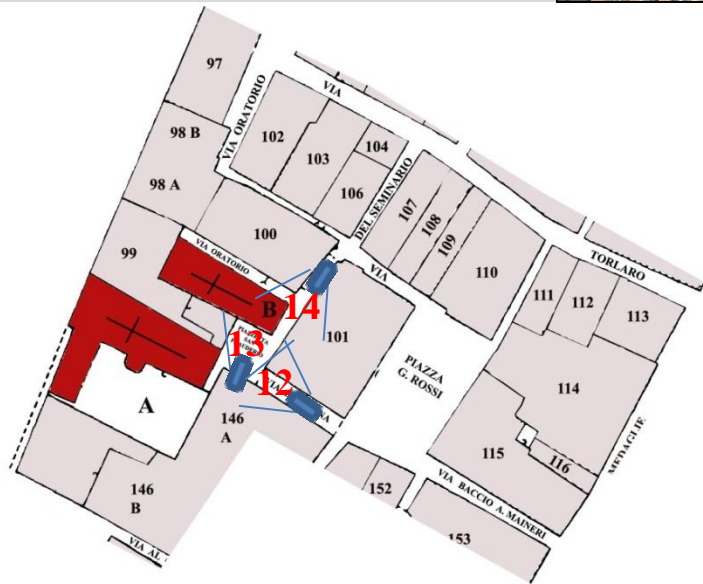 97
VIA ORATORIO
VIA
98 B
102
103
104
98 A
106
DEL SEMINARIO
107
108
109
110
TORLARO
99
100
VIA ORATORIO
VIA
B
14
101
111
112
113
13
12
PIAZZA
G. ROSSI
114
A
146
A
MEDAGLIE
115
116
146
B
152
VIA BACCIO A. MAINERI
153
VIA AL